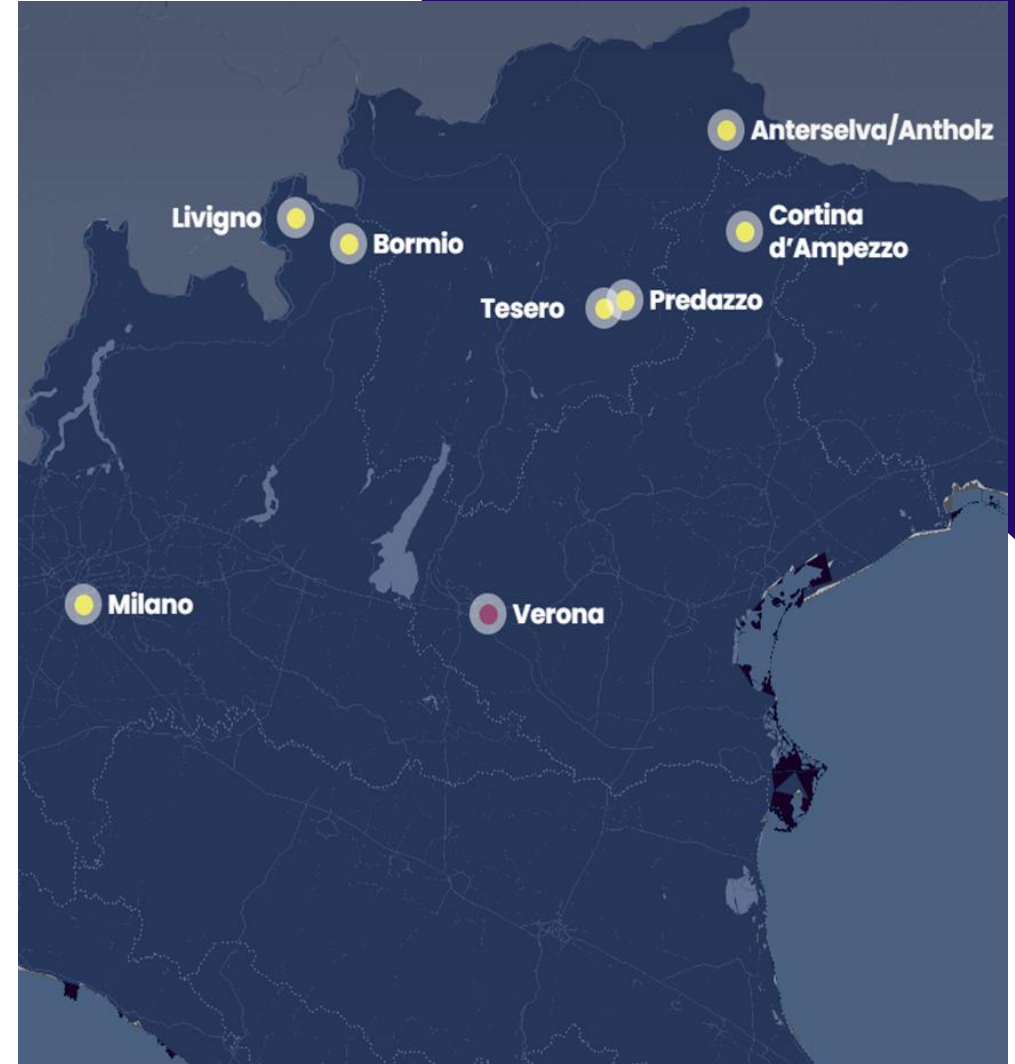 Anterselva/Antholz
Livigno
Cortina
d'Ampezzo
Bormio
Tesero
Predazzo
Milano
Verona